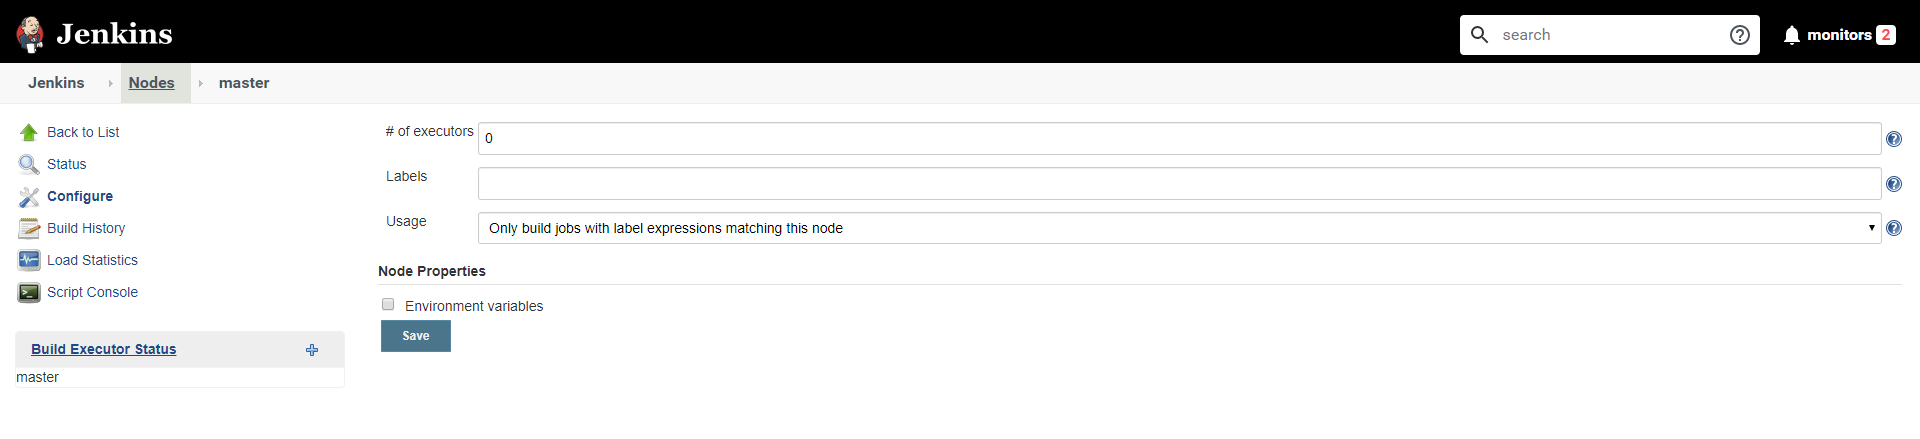 Jenkins
search
monitors 2
Jenkins Nodes master
Back to List
Status
Configure
Build History
Load Statistics
Script Console
Build Executor Status
master
# of executors 0
Labels
Usage Only build jobs with label expressions matching this node
Node Properties
Environment variables
Save